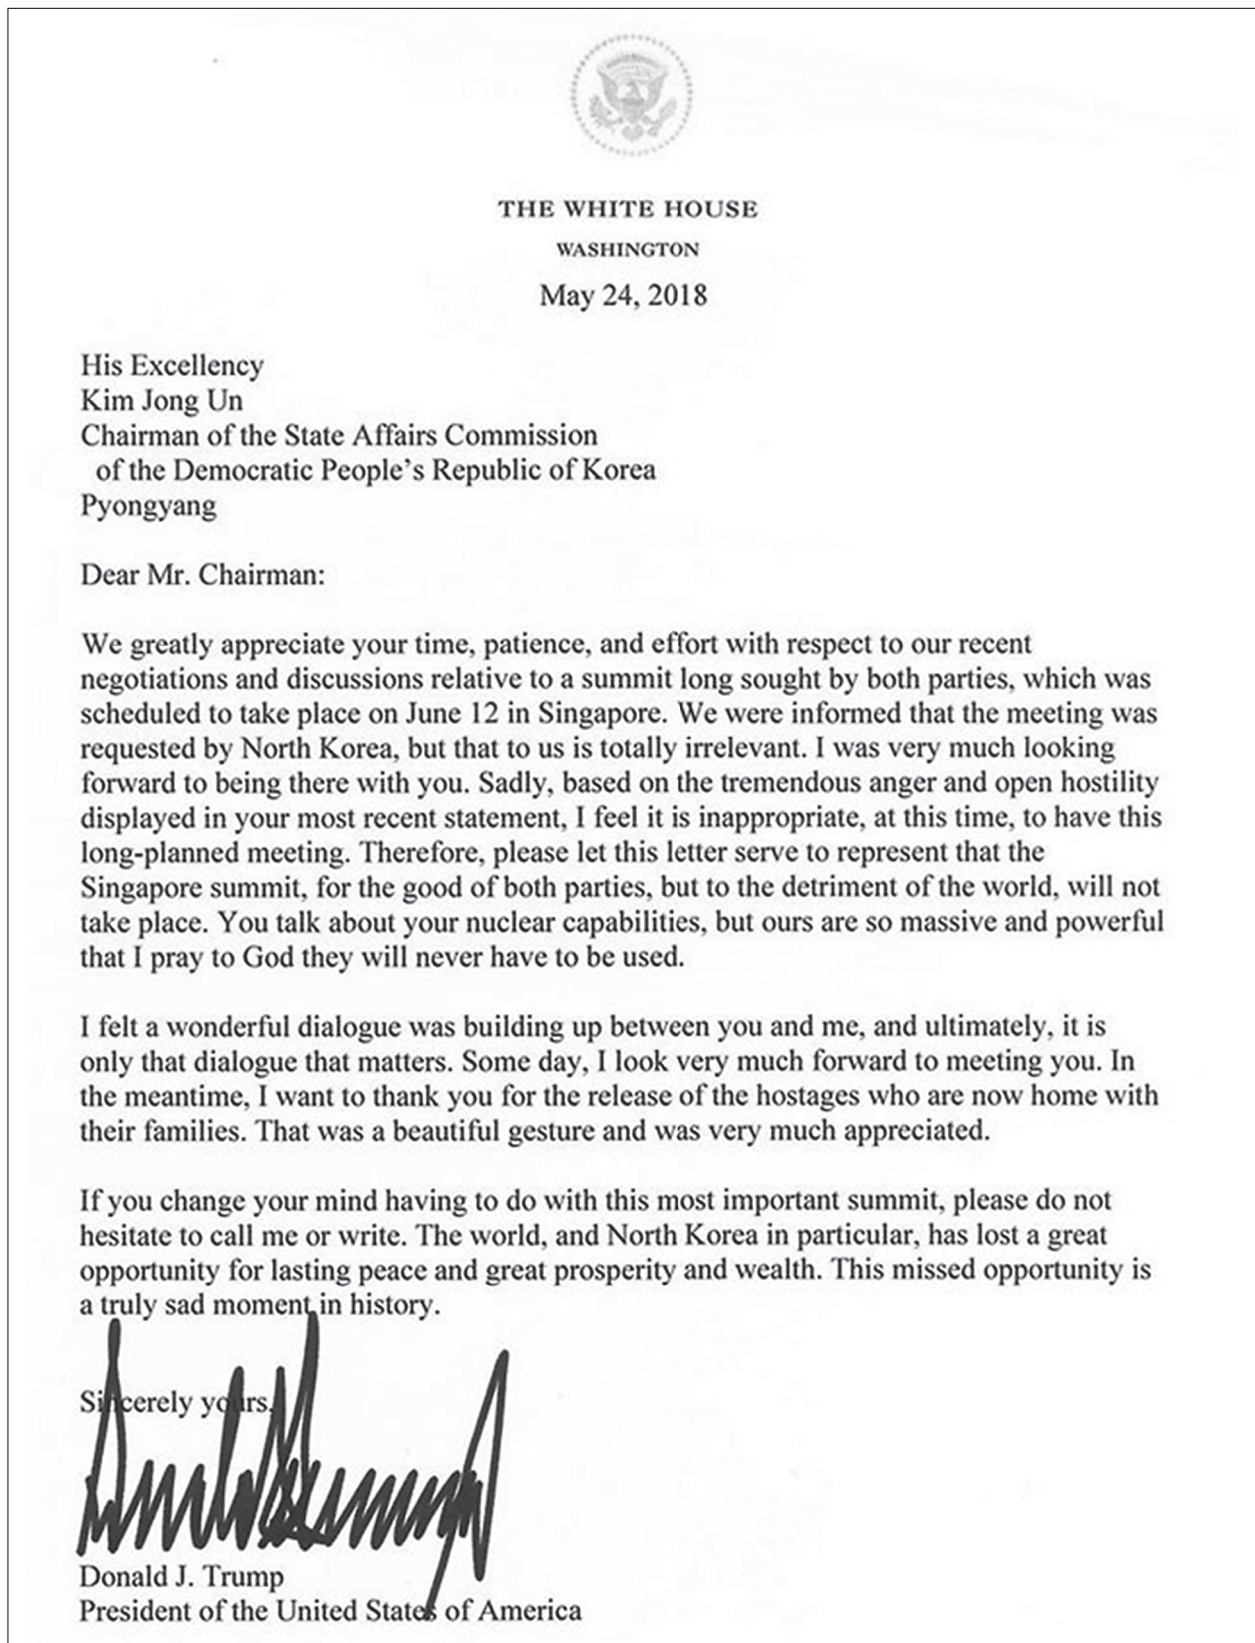 THE WHITE HOUSE
WASHINGTON
May 24, 2018
His Excellency
Kim Jong Un
Chairman of the State Affairs Commission
of the Democratic People's Republic of Korea
Pyongyang
Dear Mr. Chairman:
We greatly appreciate your time, patience, and effort with respect to our recent
negotiations and discussions relative to a summit long sought by both parties, which was
scheduled to take place on June 12 in Singapore. We were informed that the meeting was
requested by North Korea, but that to us is totally irrelevant. I was very much looking
forward to being there with you. Sadly, based on the tremendous anger and open hostility
displayed in your most recent statement, I feel it is inappropriate, at this time, to have this
long-planned meeting. Therefore, please let this letter serve to represent that the
Singapore summit, for the good of both parties, but to the detriment of the world, will not
take place. You talk about your nuclear capabilities, but ours are so massive and powerful
that I pray to God they will never have to be used.
I felt a wonderful dialogue was building up between you and me, and ultimately, it is
only that dialogue that matters. Some day, I look very much forward to meeting you. In
the meantime, I want to thank you for the release of the hostages who are now home with
their families. That was a beautiful gesture and was very much appreciated.
If you change your mind having to do with this most important summit, please do not
hesitate to call me or write. The world, and North Korea in particular, has lost a great
opportunity for lasting peace and great prosperity and wealth. This missed opportunity is
a truly sad moment in history.
Sincerely yours,
Donald J. Trump
President of the United States of America